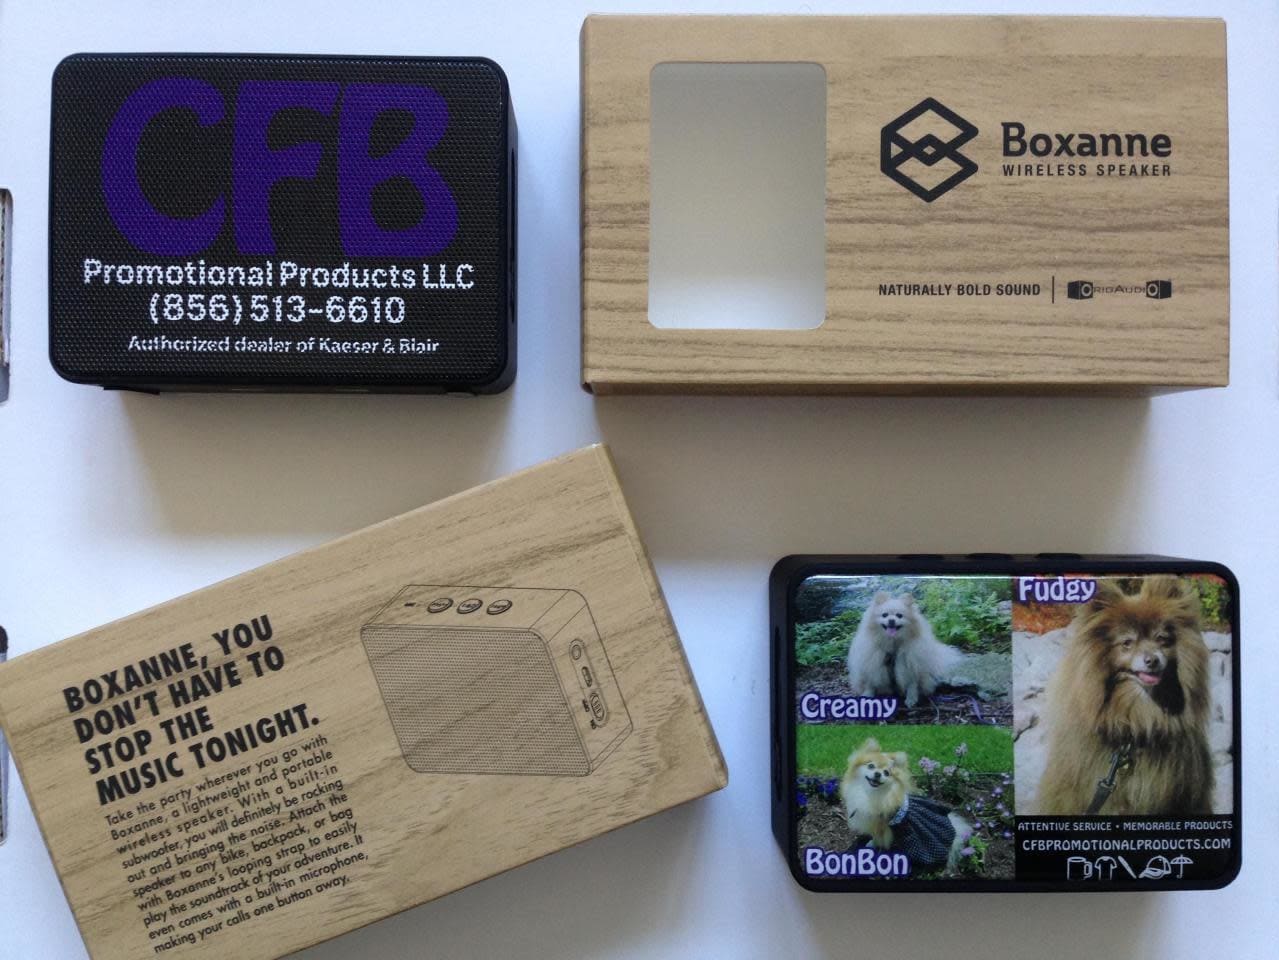 CFB
Promotional Products LLC
(856) 513-6610
Authorized dealer of Kaeser & Blair
Boxanne
WIRELESS SPEAKER
NATURALLY BOLD SOUND
ORIGAUDIO
BOXANNE, YOU
DON'T HAVE TO
STOP THE
MUSIC TONIGHT.
Take the party wherever you go with
Boxanne, a lightweight and portable
wireless speaker. With a built-in
subwoofer, you will definitely be rocking
out and bringing the noise. Attach the
speaker to any bike, backpack, or bag
with Boxanne's looping strap to easily
play the soundtrack of your adventure. It
even comes with a built-in microphone,
making your calls one button away.
Creamy
Fudgy
BonBon
ATTENTIVE SERVICE • MEMORABLE PRODUCTS
CFBPROMOTIONALPRODUCTS.COM